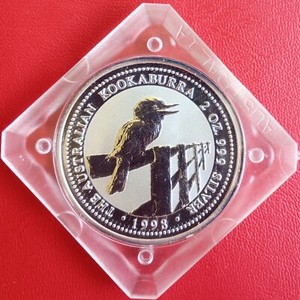 THE AUSTRALIAN KOOKABURRA 2 OZ. 999 SILVER
· 1998 ·